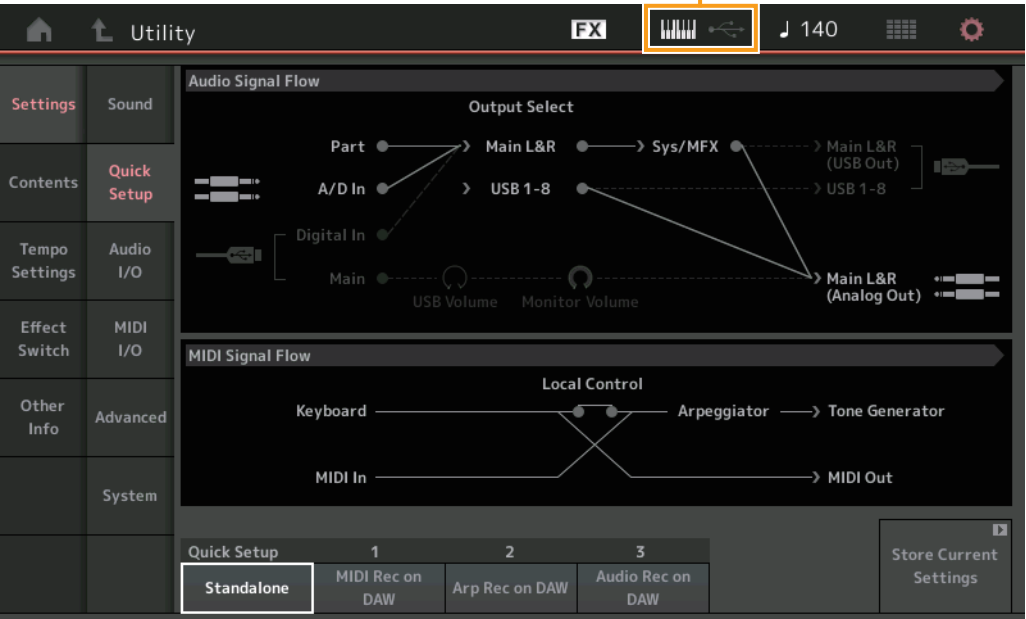 Utility
FX
♩ 140
Settings
Contents
Tempo
Settings
Effect
Switch
Other
Info
Sound
Quick
Setup
Audio
I/O
MIDI
I/O
Advanced
System
Audio Signal Flow
Output Select
Part
Main L&R
Sys/MFX
Main L&R
(USB Out)
A/D In
USB 1-8
USB 1-8
Digital In
Main
USB Volume
Monitor Volume
Main L&R
(Analog Out)
MIDI Signal Flow
Local Control
Keyboard
Arpeggiator
Tone Generator
MIDI In
MIDI Out
Quick Setup
1
2
3
Standalone
MIDI Rec on
DAW
Arp Rec on DAW
Audio Rec on
DAW
Store Current
Settings